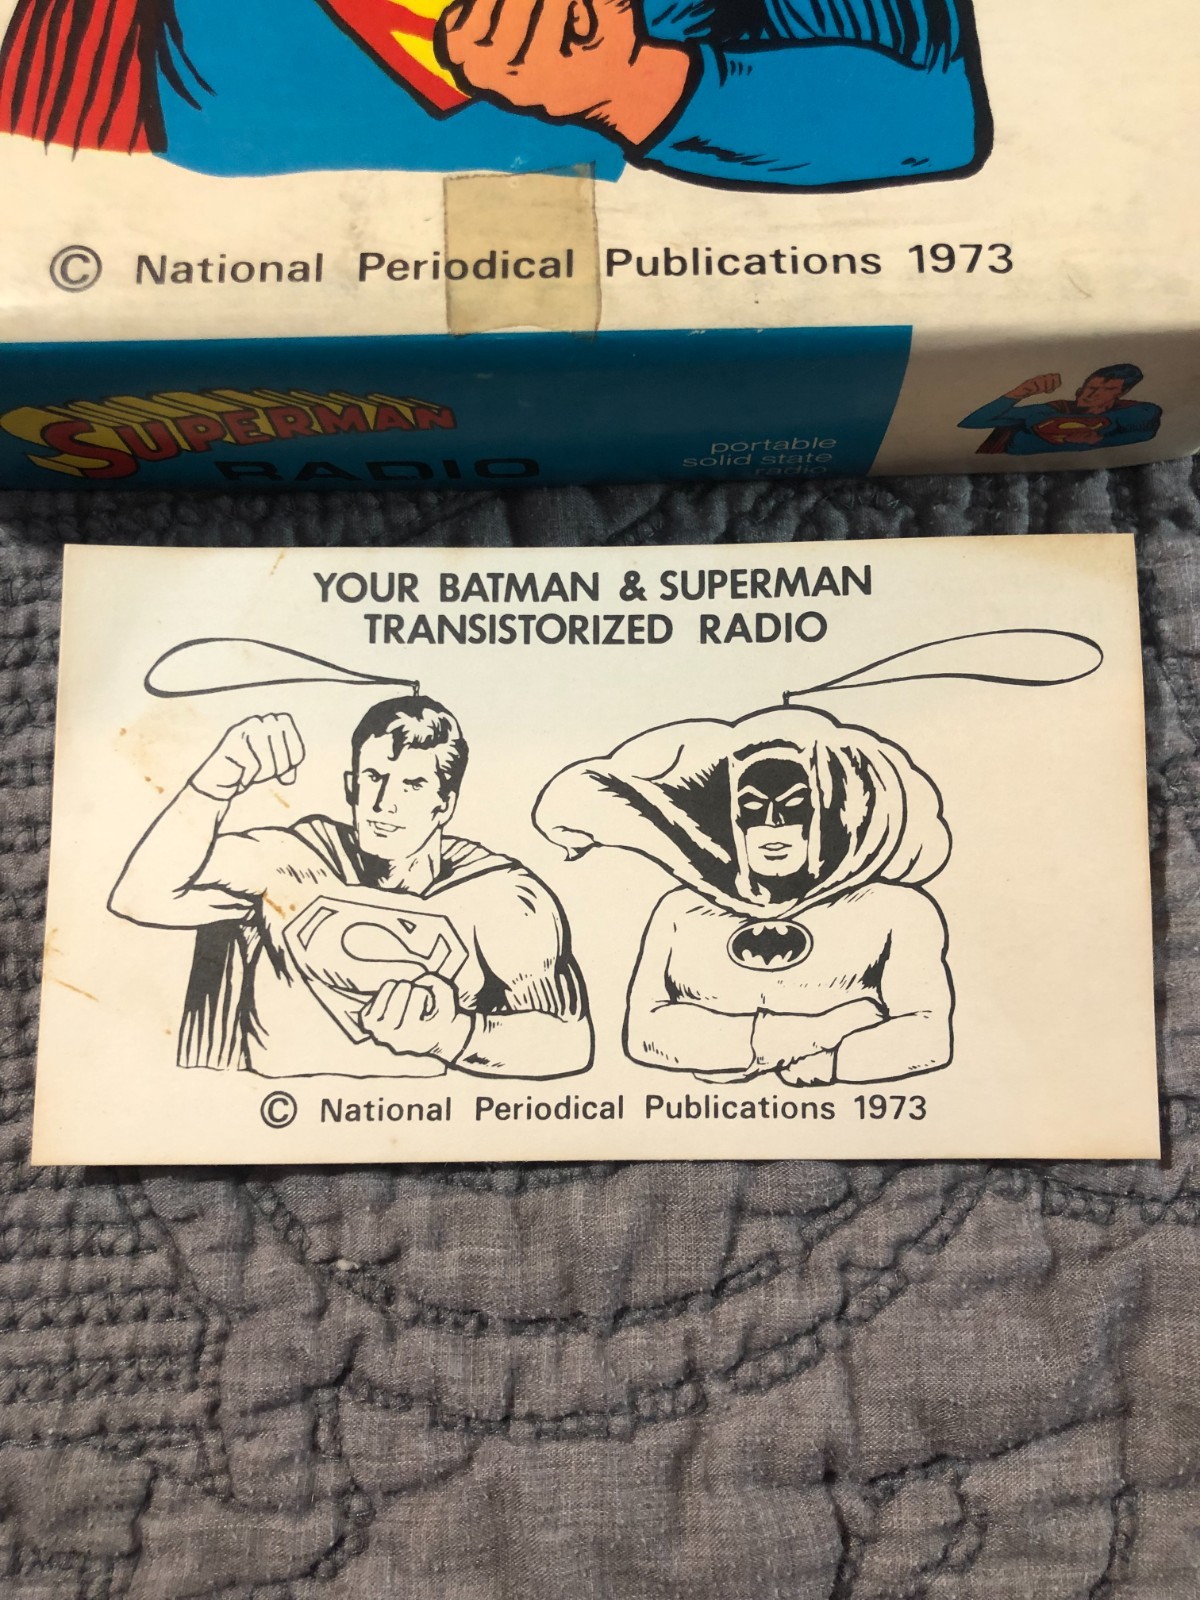 © National Periodical Publications 1973
SUPERMAN
RADIO
portable
solid state
radio
YOUR BATMAN & SUPERMAN
TRANSISTORIZED RADIO
© National Periodical Publications 1973